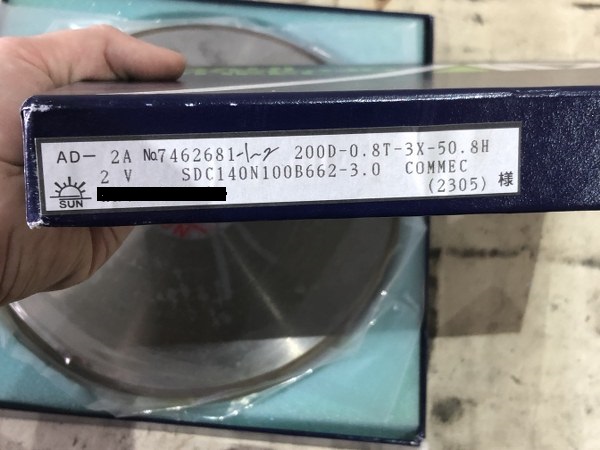 AD- 2A №7462681-1~2 200D-0.8T-3X-50.8H
2 V SDC140N100B662-3.0 COMMEC
SUN
(2305) 様